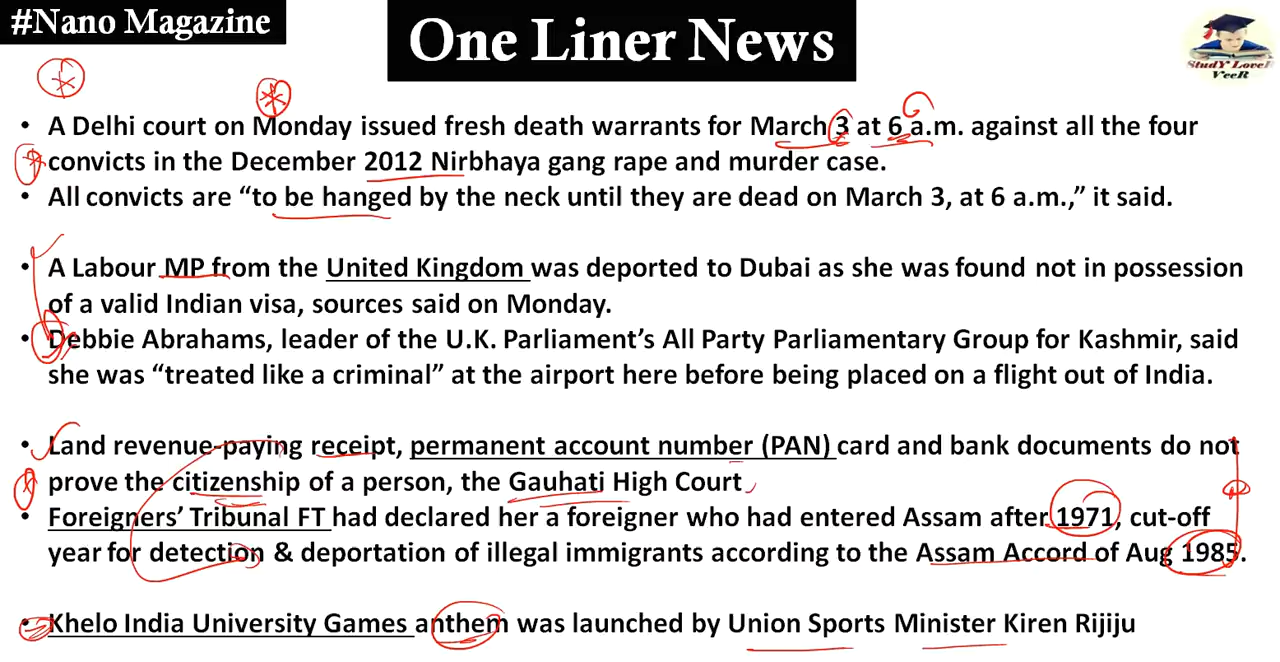 #Nano Magazine
One Liner News
StudY LoveR
VeeR
• A Delhi court on Monday issued fresh death warrants for March 3 at 6 a.m. against all the four
convicts in the December 2012 Nirbhaya gang rape and murder case.
• All convicts are “to be hanged by the neck until they are dead on March 3, at 6 a.m.,” it said.
• A Labour MP from the United Kingdom was deported to Dubai as she was found not in possession
of a valid Indian visa, sources said on Monday.
• Debbie Abrahams, leader of the U.K. Parliament’s All Party Parliamentary Group for Kashmir, said
she was “treated like a criminal” at the airport here before being placed on a flight out of India.
• Land revenue-paying receipt, permanent account number (PAN) card and bank documents do not
prove the citizenship of a person, the Gauhati High Court
• Foreigners’ Tribunal FT had declared her a foreigner who had entered Assam after 1971, cut-off
year for detection & deportation of illegal immigrants according to the Assam Accord of Aug 1985.
• Khelo India University Games anthem was launched by Union Sports Minister Kiren Rijiju